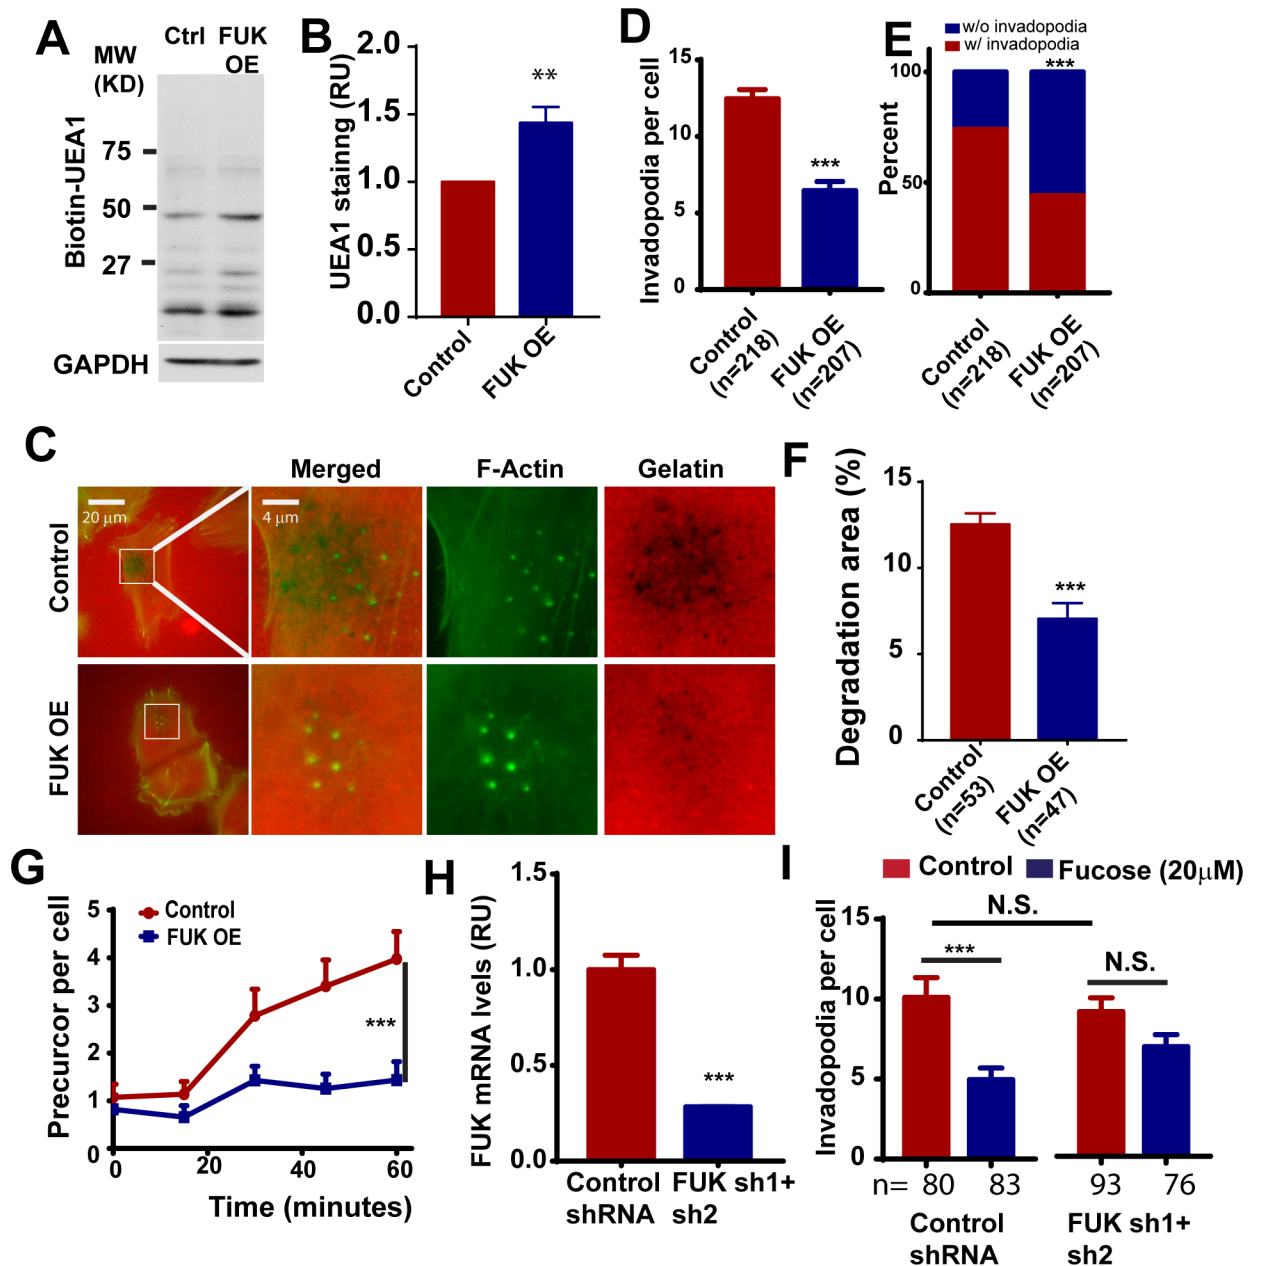 A
MW
(KD)
Ctrl FUK
OE
Biotin-UEA1
75
50
27
GAPDH
B
UEA1 stainng (RU)
2.0
1.5
1.0
0.5
0.0
Control
FUK OE
D
Invadopodia per cell
15
10
5
0
***
Control
(n=218)
FUK OE
(n=207)
**
E
w/o invadopodia
w/ invadopodia
Percent
100
50
0
***
Control
(n=218)
FUK OE
(n=207)
C
Merged F-Actin Gelatin
Control
20 μm
4 μm
FUK OE
F
Degradation area (%)
15
10
5
0
***
Control
(n=53)
FUK OE
(n=47)
G
Precurcor per cell
5
4
3
2
1
0
Control
FUK OE
***
0 20 40 60
Time (minutes)
H
FUK mRNA lvels (RU)
1.5
1.0
0.5
0.0
***
Control
shRNA
FUK sh1+
sh2
I
Control Fucose (20μM)
Invadopodia per cell
15
10
5
0
N.S.
***
N.S.
n= 80 83 93 76
Control
shRNA
FUK sh1+
sh2